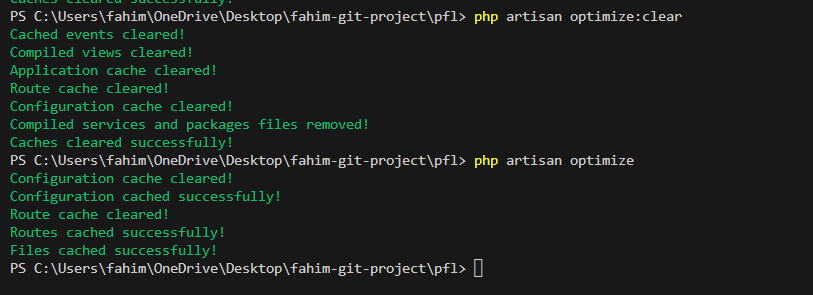 Caches cleared successfully!
PS C:\Users\fahim\OneDrive\Desktop\fahim-git-project\pfl> php artisan optimize:clear
Cached events cleared!
Compiled views cleared!
Application cache cleared!
Route cache cleared!
Configuration cache cleared!
Compiled services and packages files removed!
Caches cleared successfully!
PS C:\Users\fahim\OneDrive\Desktop\fahim-git-project\pfl> php artisan optimize
Configuration cache cleared!
Configuration cached successfully!
Route cache cleared!
Routes cached successfully!
Files cached successfully!
PS C:\Users\fahim\OneDrive\Desktop\fahim-git-project\pfl>